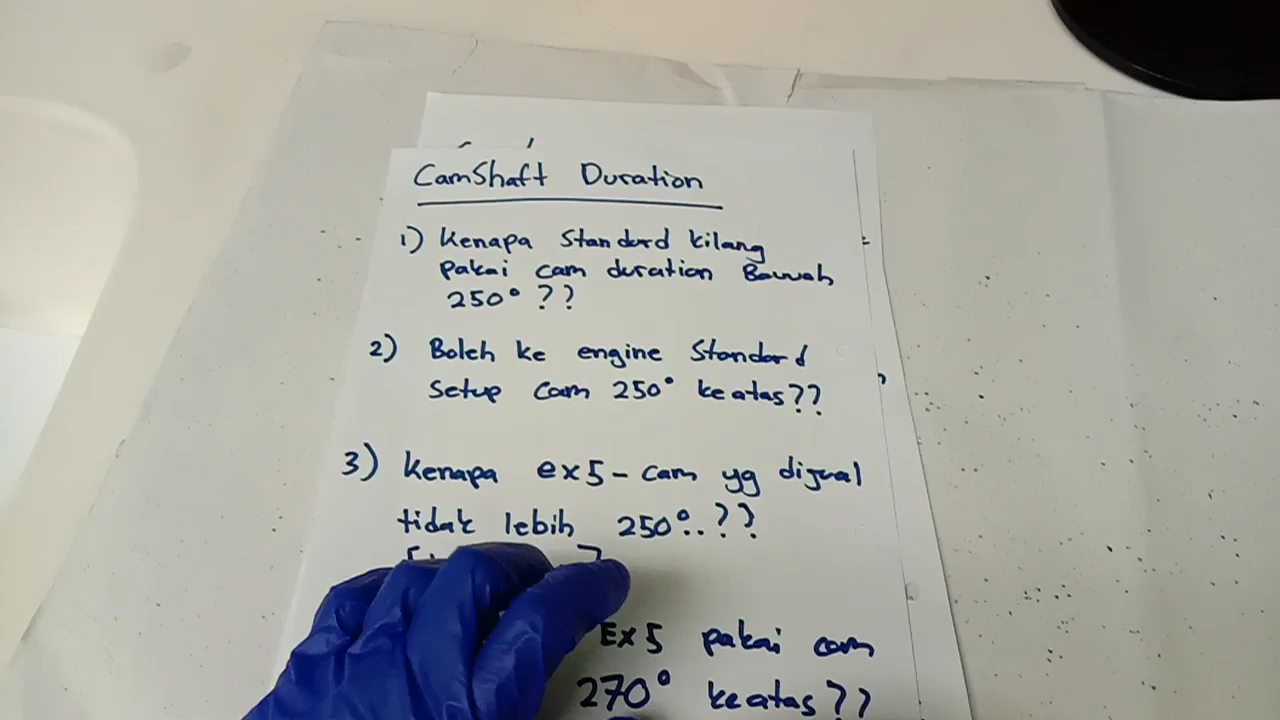 Camshaft Duration
1) Kenapa Standard kilang
pakai cam duration Bawah
250° ??
2) Boleh ke engine Standard
Setup cam 250° keatas??
3) Kenapa ex5-cam yg dijual
tidak lebih 250°..??
Ex5 pakai cam
270° keatas??